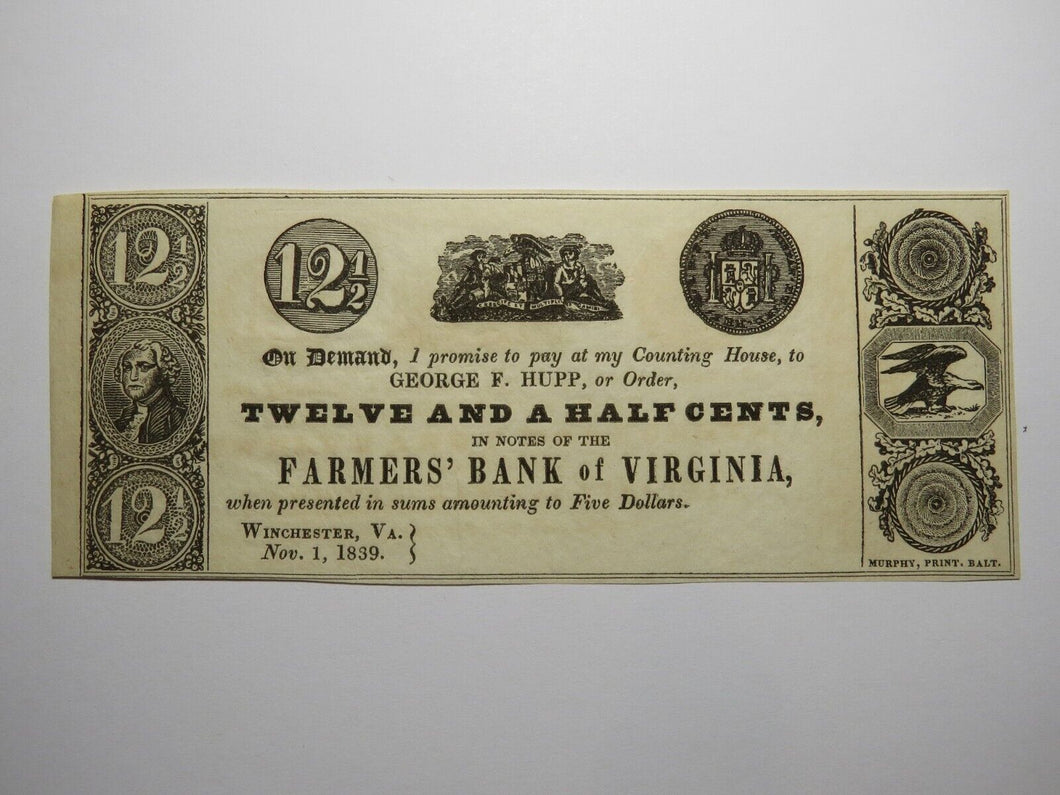 12½
12½
12½
On Demand, I promise to pay at my Counting House, to
GEORGE F. HUPP, or Order,
TWELVE AND A HALF CENTS,
IN NOTES OF THE
FARMERS' BANK of VIRGINIA,
when presented in sums amounting to Five Dollars.
WINCHESTER, VA.
Nov. 1, 1839.
MURPHY, PRINT. BALT.